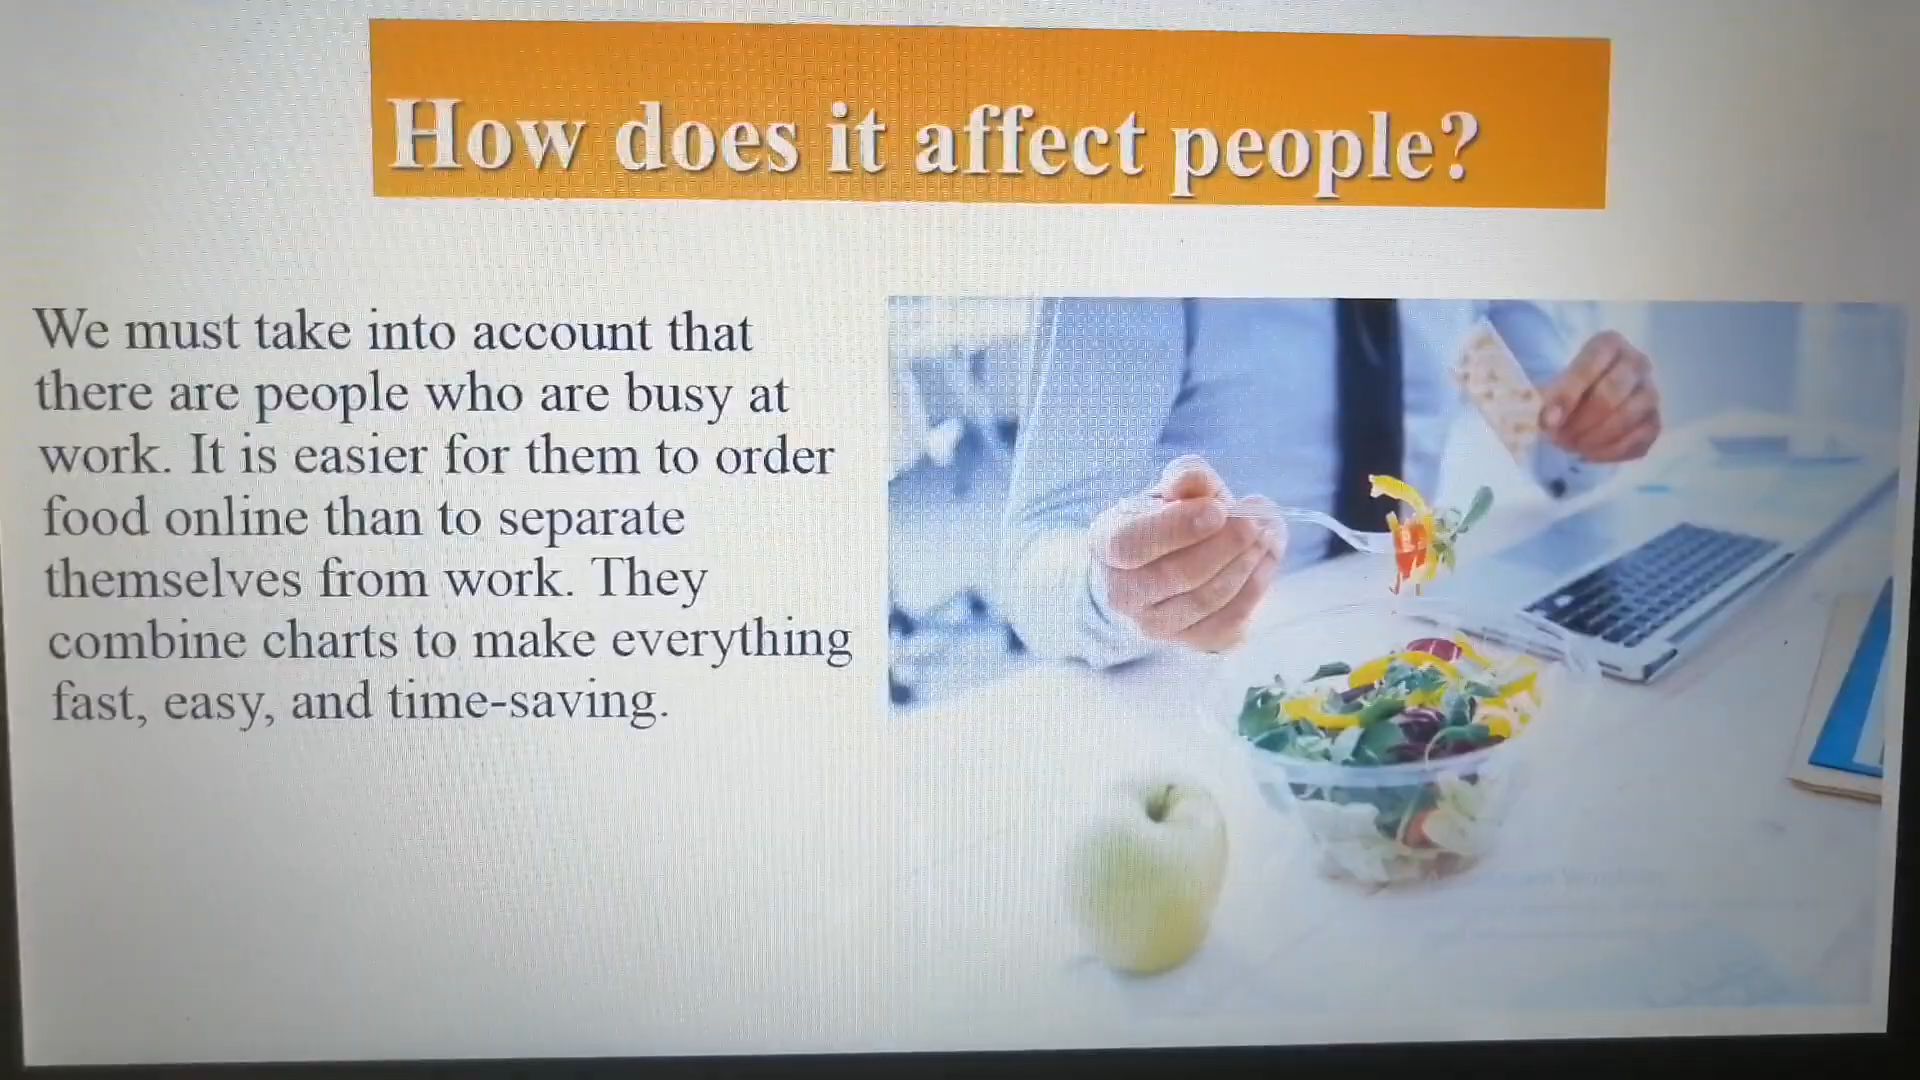 How does it affect people?
We must take into account that
there are people who are busy at
work. It is easier for them to order
food online than to separate
themselves from work. They
combine charts to make everything
fast, easy, and time-saving.